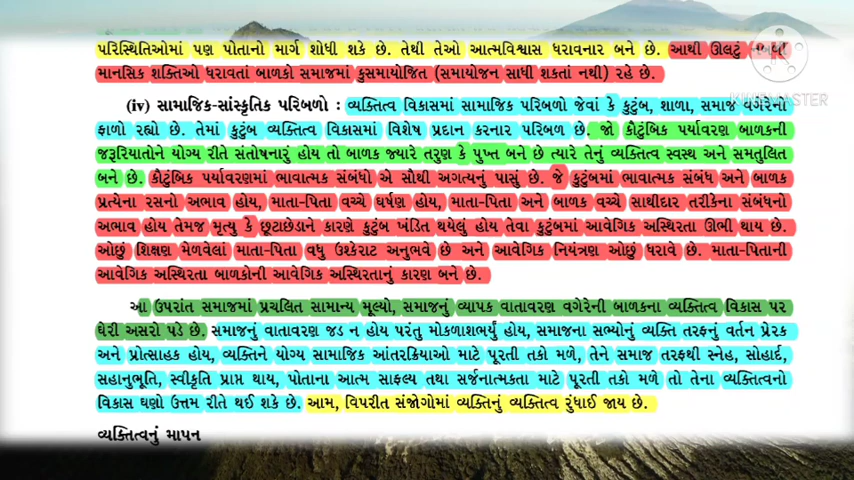 પરિસ્થિતિઓમાં પણ પોતાનો માર્ગ શોધી શકે છે. તેથી તેઓ આત્મવિશ્વાસ ધરાવનાર બને છે. આથી ઊલટું નબળી
માનસિક શક્તિઓ ધરાવતાં બાળકો સમાજમાં કુસમાયોજિત (સમાયોજન સાધી શકતાં નથી) રહે છે.
(iv) સામાજિક-સાંસ્કૃતિક પરિબળો : વ્યક્તિત્વ વિકાસમાં સામાજિક પરિબળો જેવાં કે કુટુંબ, શાળા, સમાજ વગેરેનો
ફાળો રહ્યો છે. તેમાં કુટુંબ વ્યક્તિત્વ વિકાસમાં વિશેષ પ્રદાન કરનાર પરિબળ છે. જો કૌટુંબિક પર્યાવરણ બાળકની
જરૂરિયાતોને યોગ્ય રીતે સંતોષનારું હોય તો બાળક જ્યારે તરુણ કે પુખ્ત બને છે ત્યારે તેનું વ્યક્તિત્વ સ્વસ્થ અને સમતુલિત
બને છે. કૌટુંબિક પર્યાવરણમાં ભાવાત્મક સંબંધો એ સૌથી અગત્યનું પાસું છે. જે કુટુંબમાં ભાવાત્મક સંબંધ અને બાળક
પ્રત્યેના રસનો અભાવ હોય, માતા-પિતા વચ્ચે ઘર્ષણ હોય, માતા-પિતા અને બાળક વચ્ચે સાથીદાર તરીકેના સંબંધનો
અભાવ હોય તેમજ મૃત્યુ કે છૂટાછેડાને કારણે કુટુંબ ખંડિત થયેલું હોય તેવા કુટુંબમાં આવેગિક અસ્થિરતા ઊભી થાય છે.
ઓછું શિક્ષણ મેળવેલાં માતા-પિતા વધુ ઉશ્કેરાટ અનુભવે છે અને આવેગિક નિયંત્રણ ઓછું ધરાવે છે. માતા-પિતાની
આવેગિક અસ્થિરતા બાળકોની આવેગિક અસ્થિરતાનું કારણ બને છે.
આ ઉપરાંત સમાજમાં પ્રચલિત સામાન્ય મૂલ્યો, સમાજનું વ્યાપક વાતાવરણ વગેરેની બાળકના વ્યક્તિત્વ વિકાસ પર
ઘેરી અસરો પડે છે. સમાજનું વાતાવરણ જડ ન હોય પરંતુ મોકળાશભર્યું હોય, સમાજના સભ્યોનું વ્યક્તિ તરફનું વર્તન પ્રેરક
અને પ્રોત્સાહક હોય, વ્યક્તિને યોગ્ય સામાજિક આંતરક્રિયાઓ માટે પૂરતી તકો મળે, તેને સમાજ તરફથી સ્નેહ, સોહાર્દ,
સહાનુભૂતિ, સ્વીકૃતિ પ્રાપ્ત થાય, પોતાના આત્મ સાફલ્ય તથા સર્જનાત્મકતા માટે પૂરતી તકો મળે તો તેના વ્યક્તિત્વનો
વિકાસ ઘણો ઉત્તમ રીતે થઈ શકે છે. આમ, વિપરીત સંજોગોમાં વ્યક્તિનું વ્યક્તિત્વ રુંધાઈ જાય છે.
વ્યક્તિત્વનું માપન
KINEMASTER